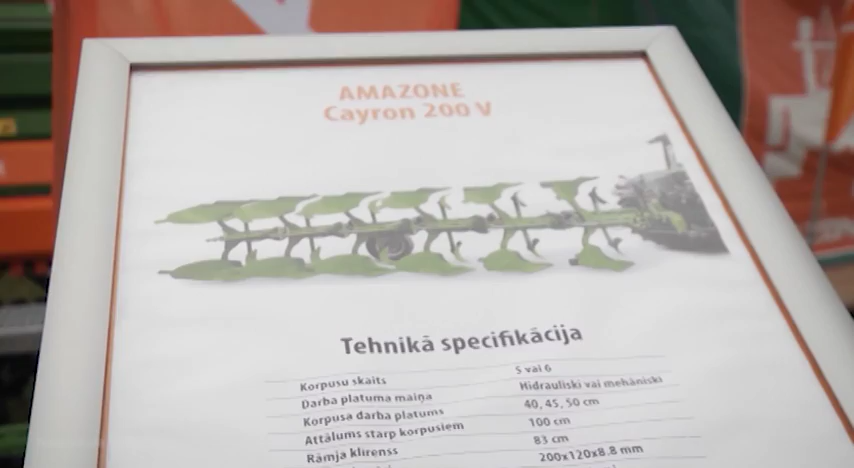 AMAZONE
Cayron 200 V
Tehnikā specifikācija
Korpusu skaits 5 vai 6
Darba platuma maiņa Hidrauliski vai mehāniski
Korpusa darba platums 40, 45, 50 cm
Attālums starp korpusiem 100 cm
Rāmja klirenss 83 cm
200x120x8.8 mm